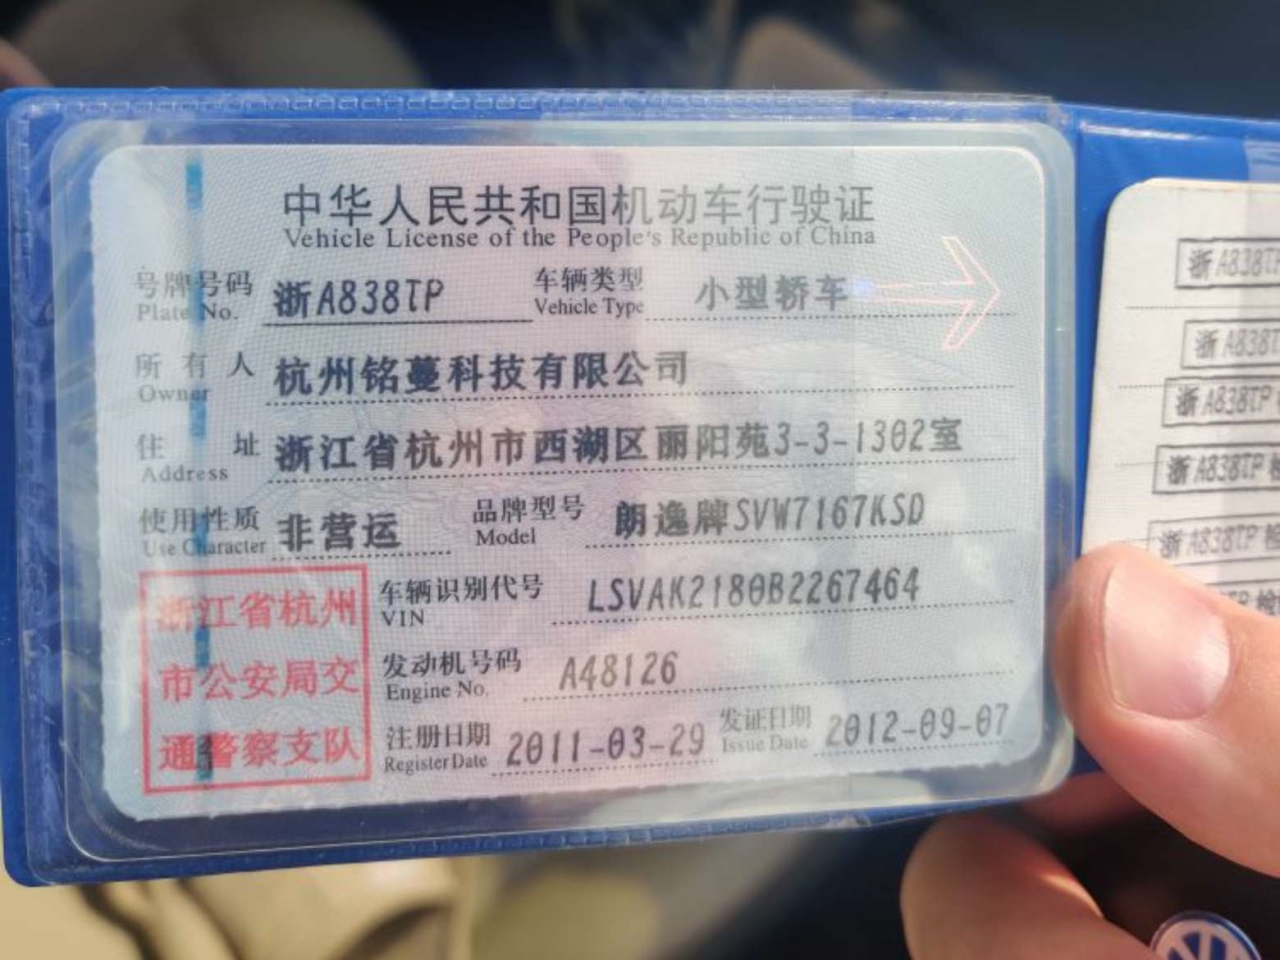 中华人民共和国机动车行驶证
Vehicle License of the People's Republic of China
号牌号码 浙A838TP 车辆类型 小型轿车
Plate No. Vehicle Type
所有人 杭州铭蔓科技有限公司
Owner
住址 浙江省杭州市西湖区丽阳苑3-3-1302室
Address
使用性质 非营运 品牌型号 朗逸牌SVW7167KSD
Use Character Model
车辆识别代号 LSVAK2180B2267464
VIN
发动机号码 A48126
Engine No.
注册日期 2011-03-29 发证日期 2012-09-07
Register Date Issue Date
浙江省杭州
市公安局交
通警察支队
浙A838TP
浙A838T
浙A838TP
浙A838TP 检
浙A838TP 检